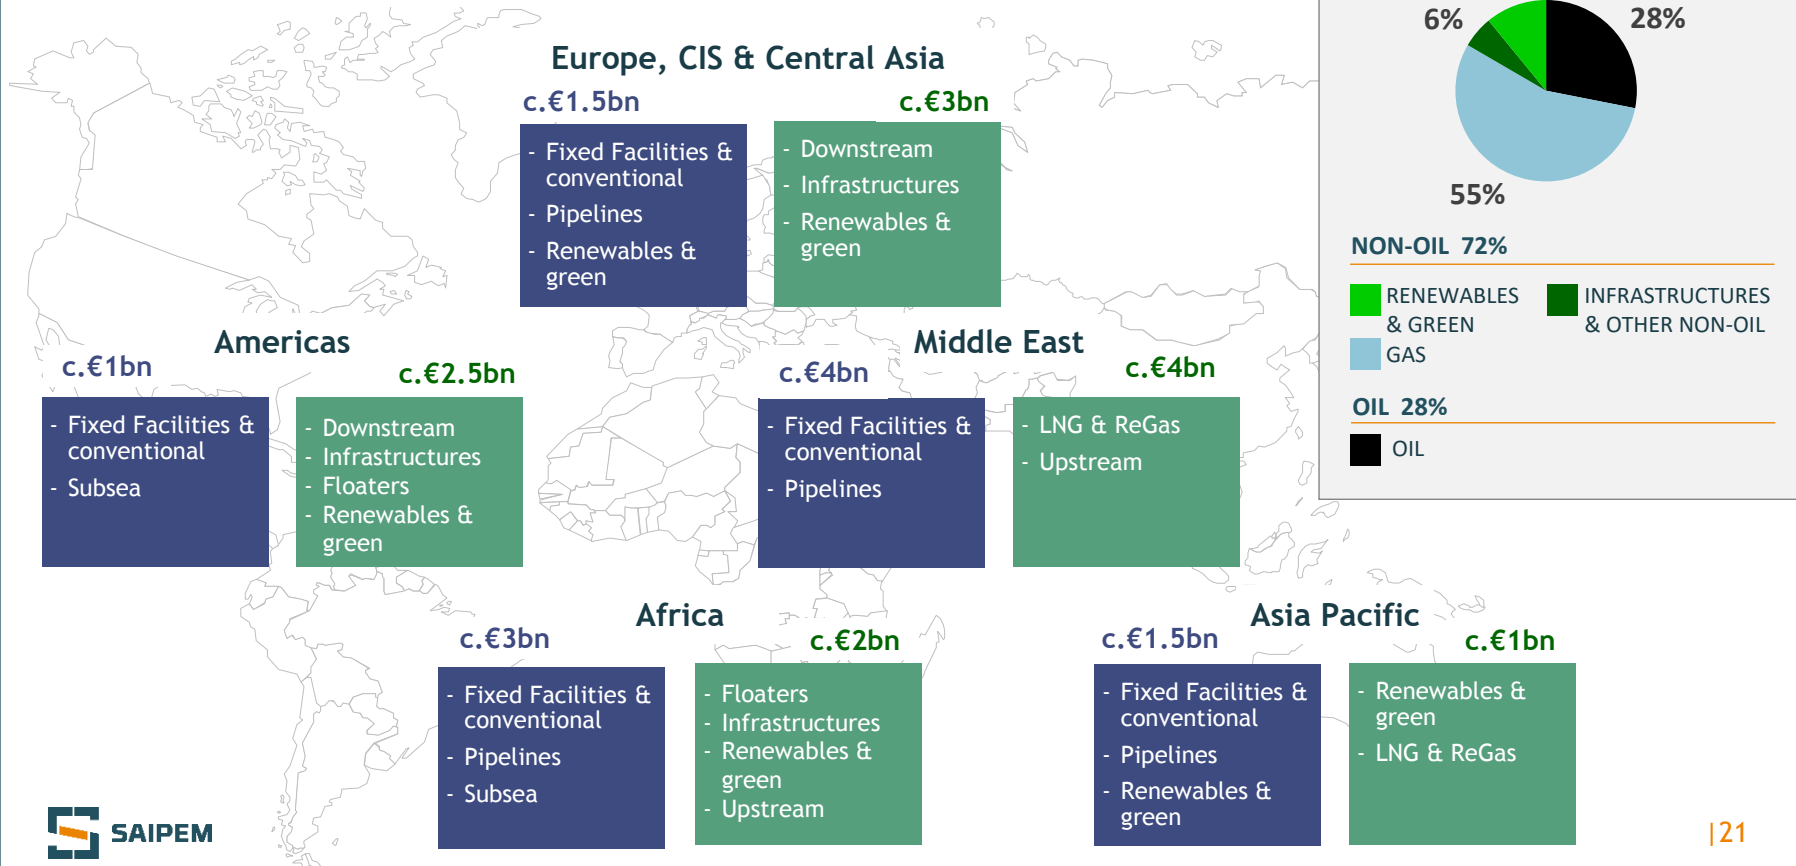 Europe, CIS & Central Asia
c.€1.5bn
c.€3bn
- Fixed Facilities &
conventional
- Pipelines
- Renewables &
green
- Downstream
- Infrastructures
- Renewables &
green
Americas
c.€1bn
c.€2.5bn
- Fixed Facilities &
conventional
- Subsea
- Downstream
- Infrastructures
- Floaters
- Renewables &
green
Middle East
c.€4bn
c.€4bn
- Fixed Facilities &
conventional
- Pipelines
- LNG & ReGas
- Upstream
Africa
c.€3bn
c.€2bn
- Fixed Facilities &
conventional
- Pipelines
- Subsea
- Floaters
- Infrastructures
- Renewables &
green
- Upstream
Asia Pacific
c.€1.5bn
c.€1bn
- Fixed Facilities &
conventional
- Pipelines
- Renewables &
green
- Renewables &
green
- LNG & ReGas
6%
28%
55%
NON-OIL 72%
RENEWABLES
& GREEN
INFRASTRUCTURES
& OTHER NON-OIL
GAS
OIL 28%
OIL
SAIPEM
|21